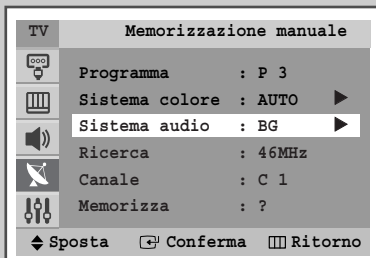 TV Memorizzazione manuale
Programma : P 3
Sistema colore : AUTO
Sistema audio : BG
Ricerca : 46MHz
Canale : C 1
Memorizza : ?
Sposta Conferma Ritorno